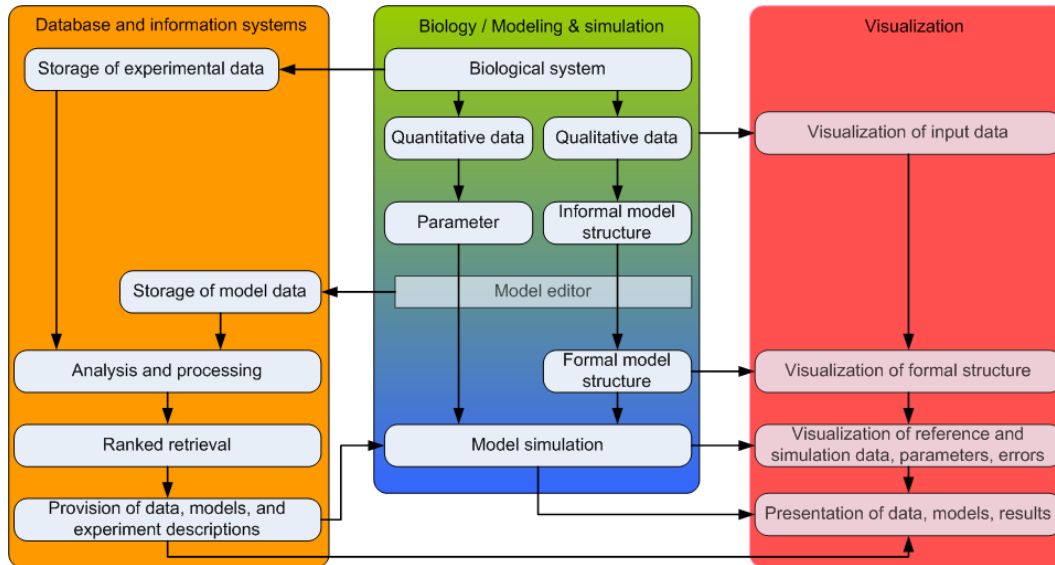 Database and information systems
Storage of experimental data
Storage of model data
Analysis and processing
Ranked retrieval
Provision of data, models, and
experiment descriptions
Biology / Modeling & simulation
Biological system
Quantitative data
Qualitative data
Parameter
Informal model
structure
Model editor
Formal model
structure
Model simulation
Visualization
Visualization of input data
Visualization of formal structure
Visualization of reference and
simulation data, parameters, errors
Presentation of data, models, results